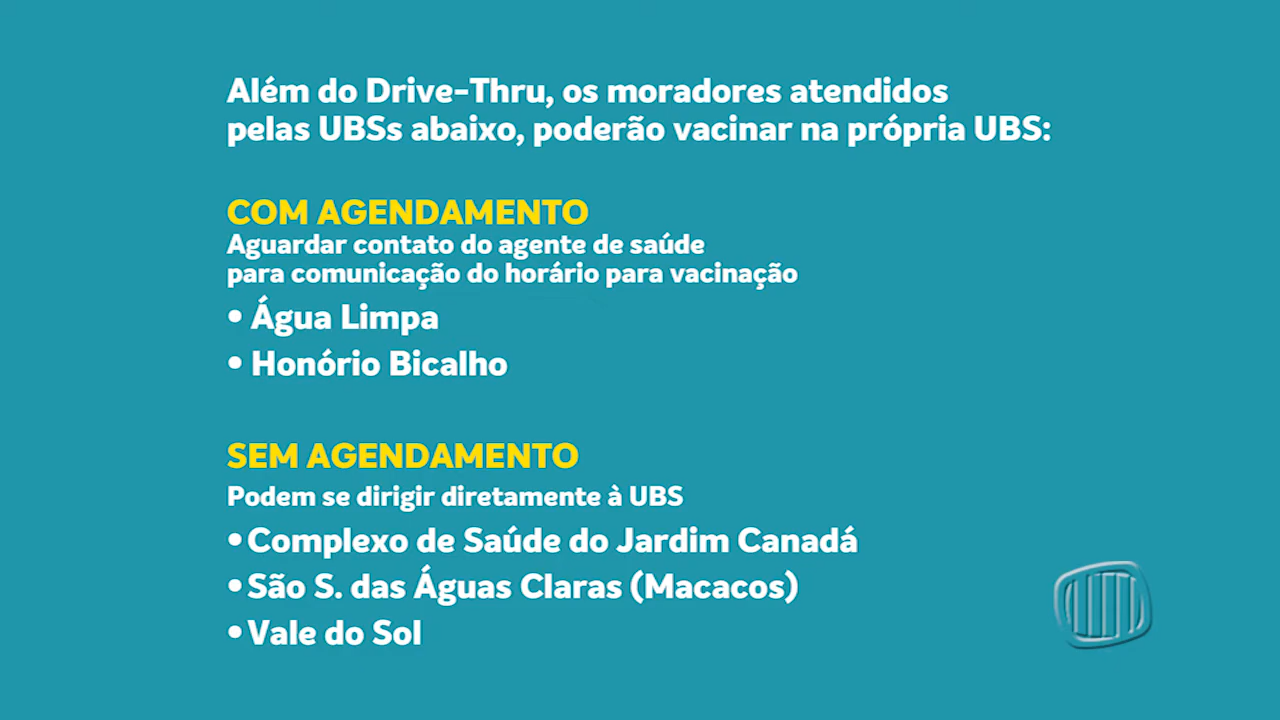 Além do Drive-Thru, os moradores atendidos
pelas UBSs abaixo, poderão vacinar na própria UBS:
COM AGENDAMENTO
Aguardar contato do agente de saúde
para comunicação do horário para vacinação
• Água Limpa
• Honório Bicalho
SEM AGENDAMENTO
Podem se dirigir diretamente à UBS
• Complexo de Saúde do Jardim Canadá
• São S. das Águas Claras (Macacos)
• Vale do Sol